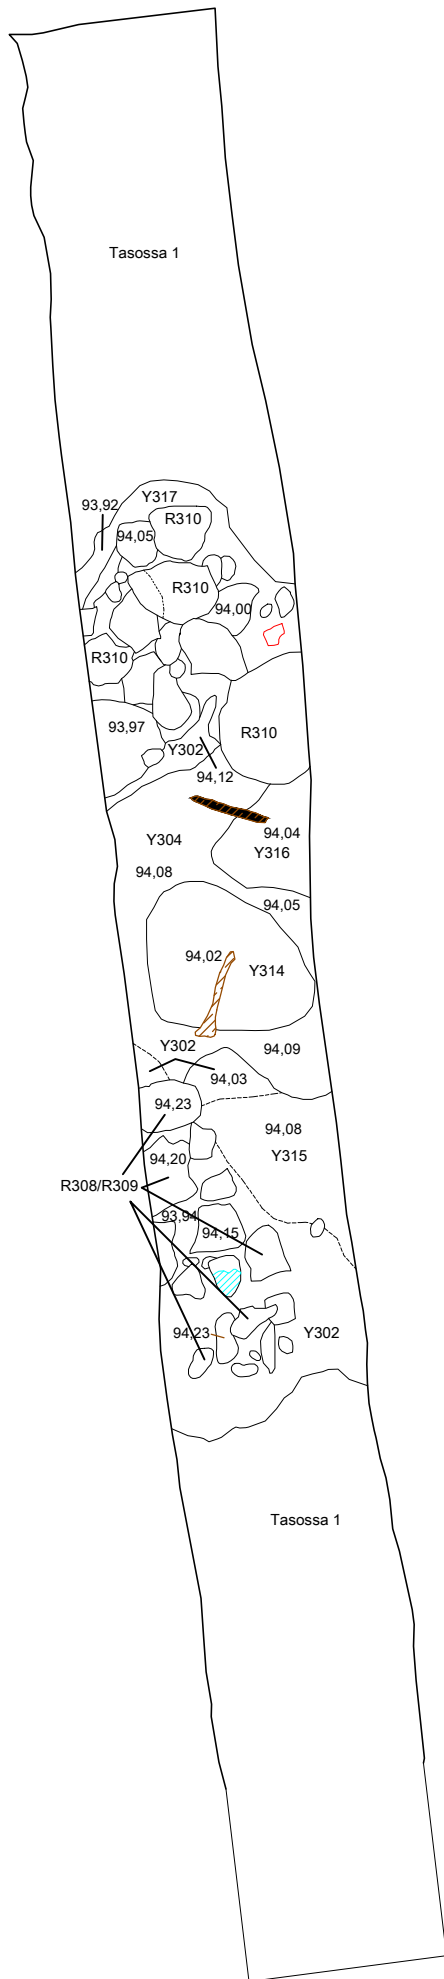 Tasossa 1
93,92
Y317
R310
94,05
R310
94,00
R310
93,97
R310
Y302
94,12
94,04
Y304
Y316
94,08
94,05
94,02
Y314
Y302
94,09
94,03
94,23
94,08
94,20
Y315
R308/R309
93,94
94,15
94,23
Y302
Tasossa 1